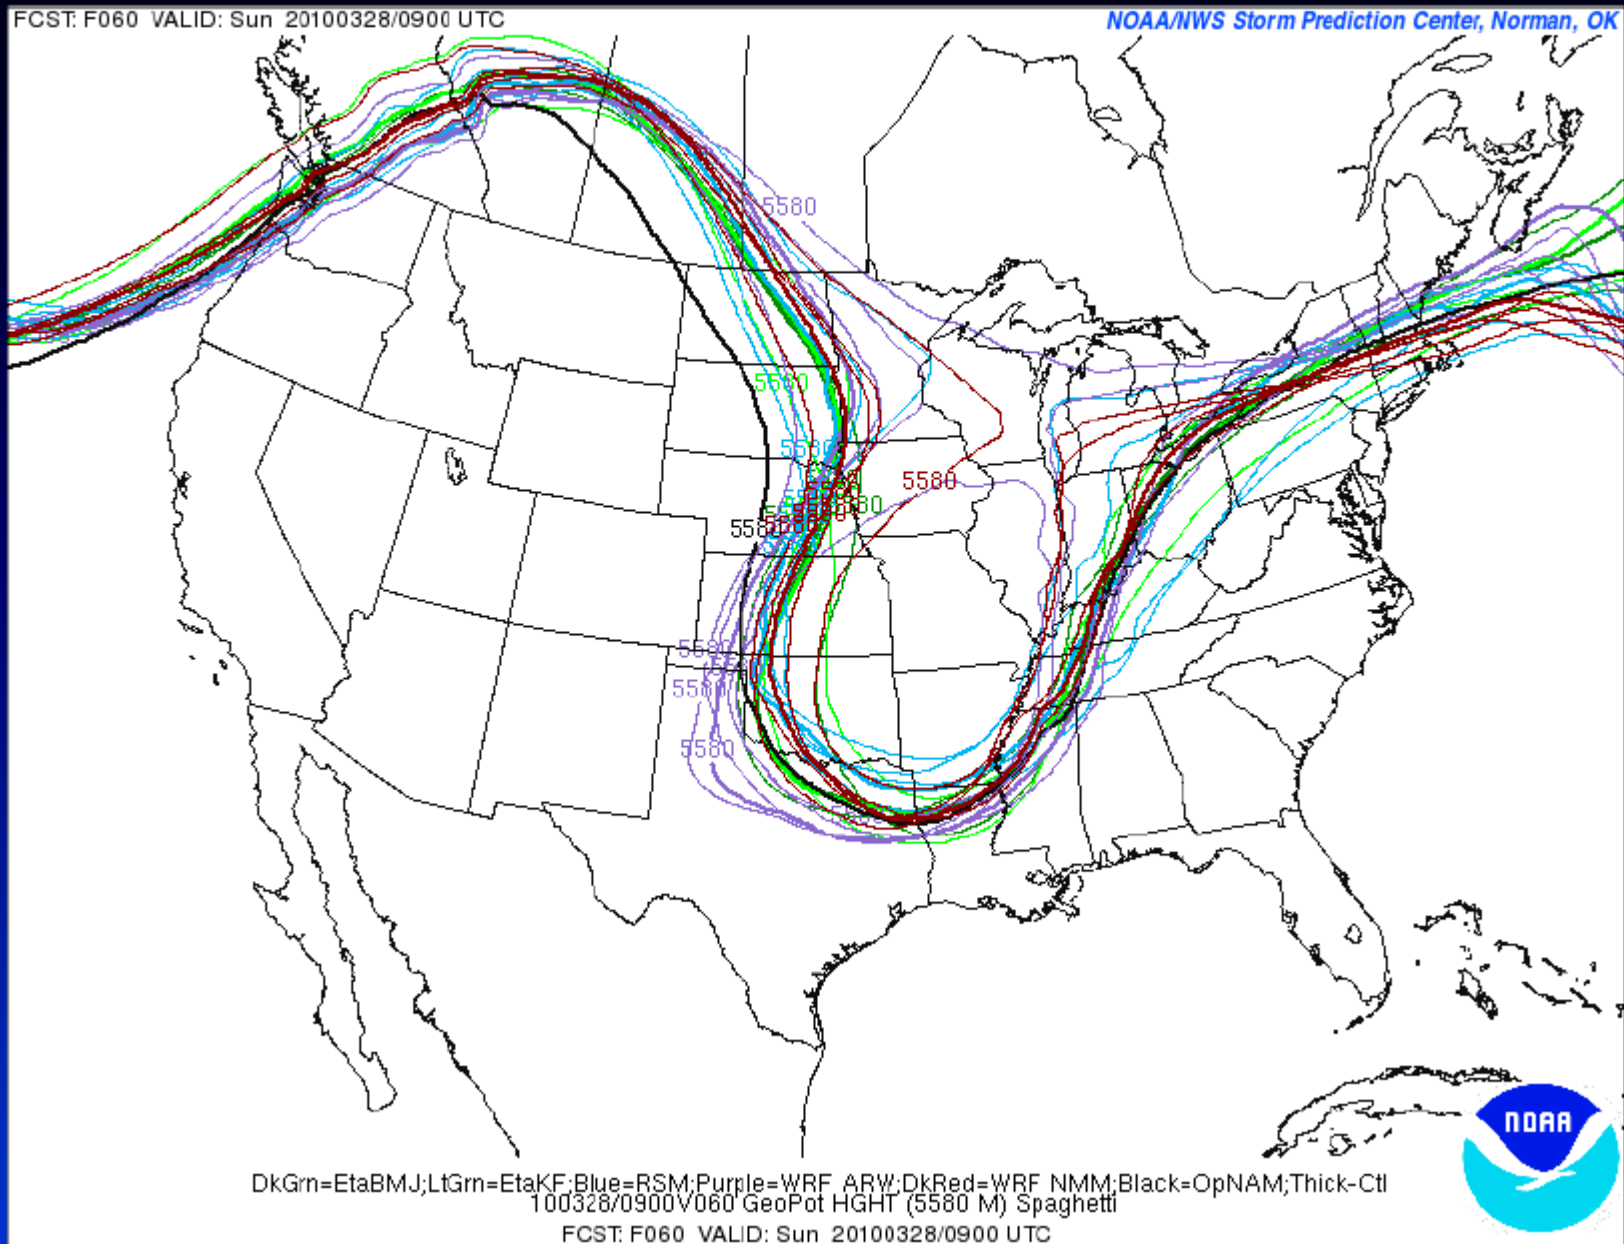 FCST: F060 VALID: Sun 20100328/0900 UTC
NOAA/NWS Storm Prediction Center, Norman, OK
5580
5580
5580
5580
5580
5580
5580
5580
NOAA
DkGrn=EtaBMJ;LtGrn=EtaKF;Blue=RSM;Purple=WRF ARW;DkRed=WRF NMM;Black=OpNAM;Thick-Ctl
100328/0900V060 GeoPot HGHT (5580 M) Spaghetti
FCST: F060 VALID: Sun 20100328/0900 UTC